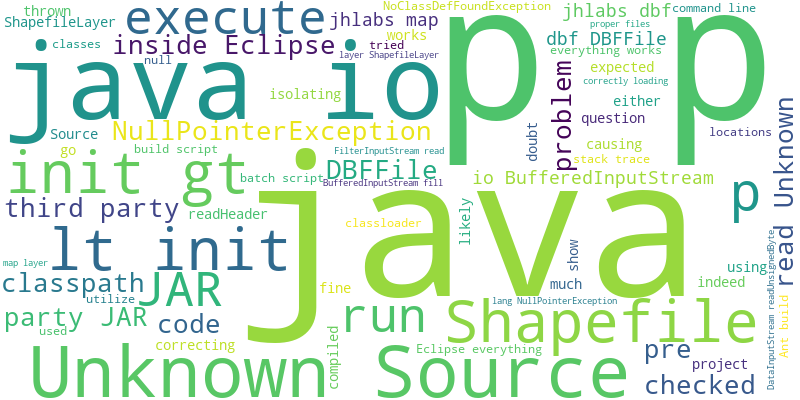 thrown
ShapefileLayer
execute
NoClassDefFoundException
jhlabs map
jhlabs dbf
command line
proper files
classes
inside Eclipse
tried
works
dbf DBFFile
null
layer ShapefileLayer
everything works
java io
p p
problem
expected
correctly loading
isolating
either
Source
NullPointerException
question
locations
go
build script
FilterInputStream read
doubt
causing
stack trace
init gt
batch script
DBFFile
BufferedInputStream fill
io BufferedInputStream
java
p
read Unknown
third party
readHeader
classloader
likely
lt init
show
map layer
classpath
JAR
fine
much
using
indeed
utilize
lang NullPointerException
DataInputStream readUnsignedByte
Ant build
party JAR
code
run
Shapefile
used
correcting
compiled
Eclipse everything
pre
project
Unknown Source
checked